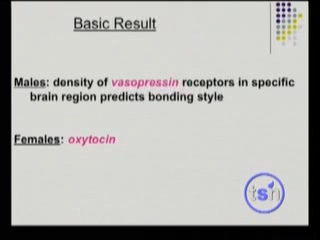 Basic Result
Males: density of vasopressin receptors in specific
brain region predicts bonding style
Females: oxytocin
tsn